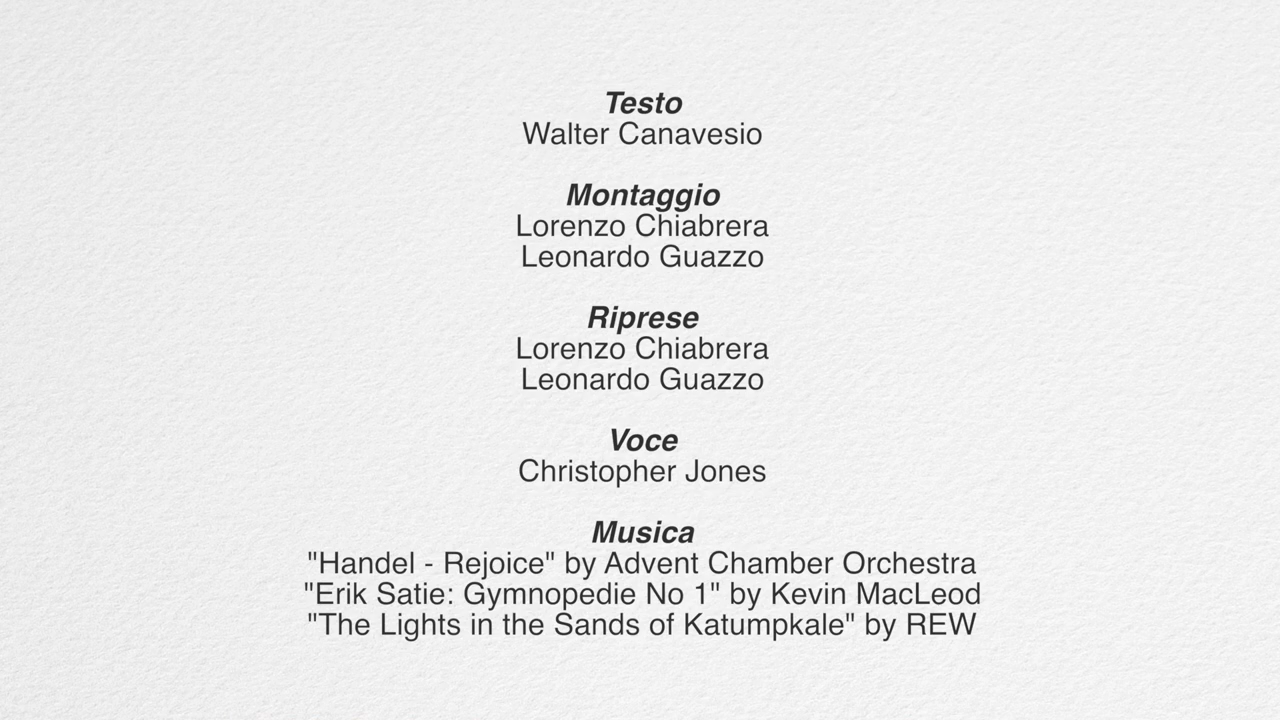 Testo
Walter Canavesio
Montaggio
Lorenzo Chiabrera
Leonardo Guazzo
Riprese
Lorenzo Chiabrera
Leonardo Guazzo
Voce
Christopher Jones
Musica
"Handel - Rejoice" by Advent Chamber Orchestra
"Erik Satie: Gymnopedie No 1" by Kevin MacLeod
"The Lights in the Sands of Katumpkale" by REW